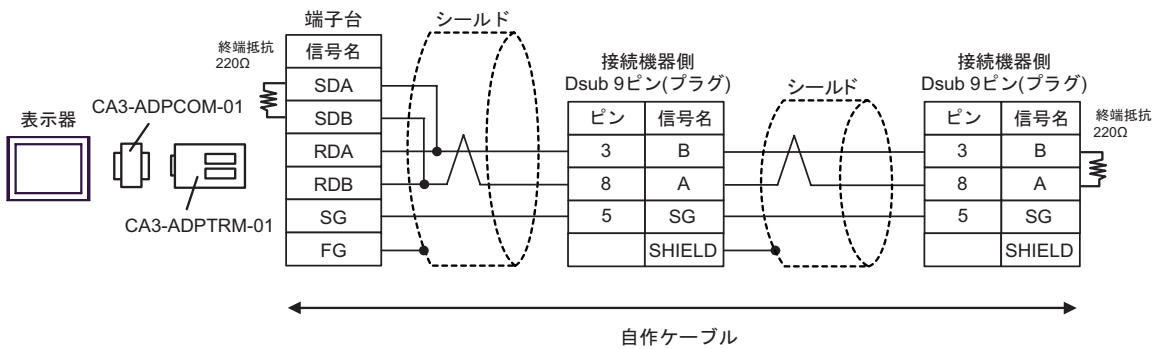 表示器
CA3-ADPCOM-01
CA3-ADPTRM-01
終端抵抗
220Ω
端子台
信号名
SDA
SDB
RDA
RDB
SG
FG
シールド
接続機器側
Dsub 9ピン(プラグ)
ピン 信号名
3 B
8 A
5 SG
SHIELD
シールド
接続機器側
Dsub 9ピン(プラグ)
ピン 信号名
3 B
8 A
5 SG
SHIELD
終端抵抗
220Ω
自作ケーブル